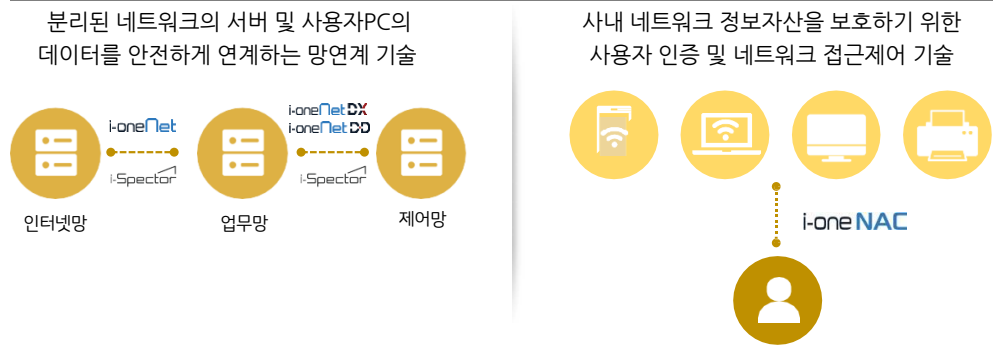 분리된 네트워크의 서버 및 사용자PC의
데이터를 안전하게 연계하는 망연계 기술
i-oneNet
i-Spector
i-oneNet DX
i-oneNet DD
i-Spector
인터넷망
업무망
제어망
사내 네트워크 정보자산을 보호하기 위한
사용자 인증 및 네트워크 접근제어 기술
i-one NAC